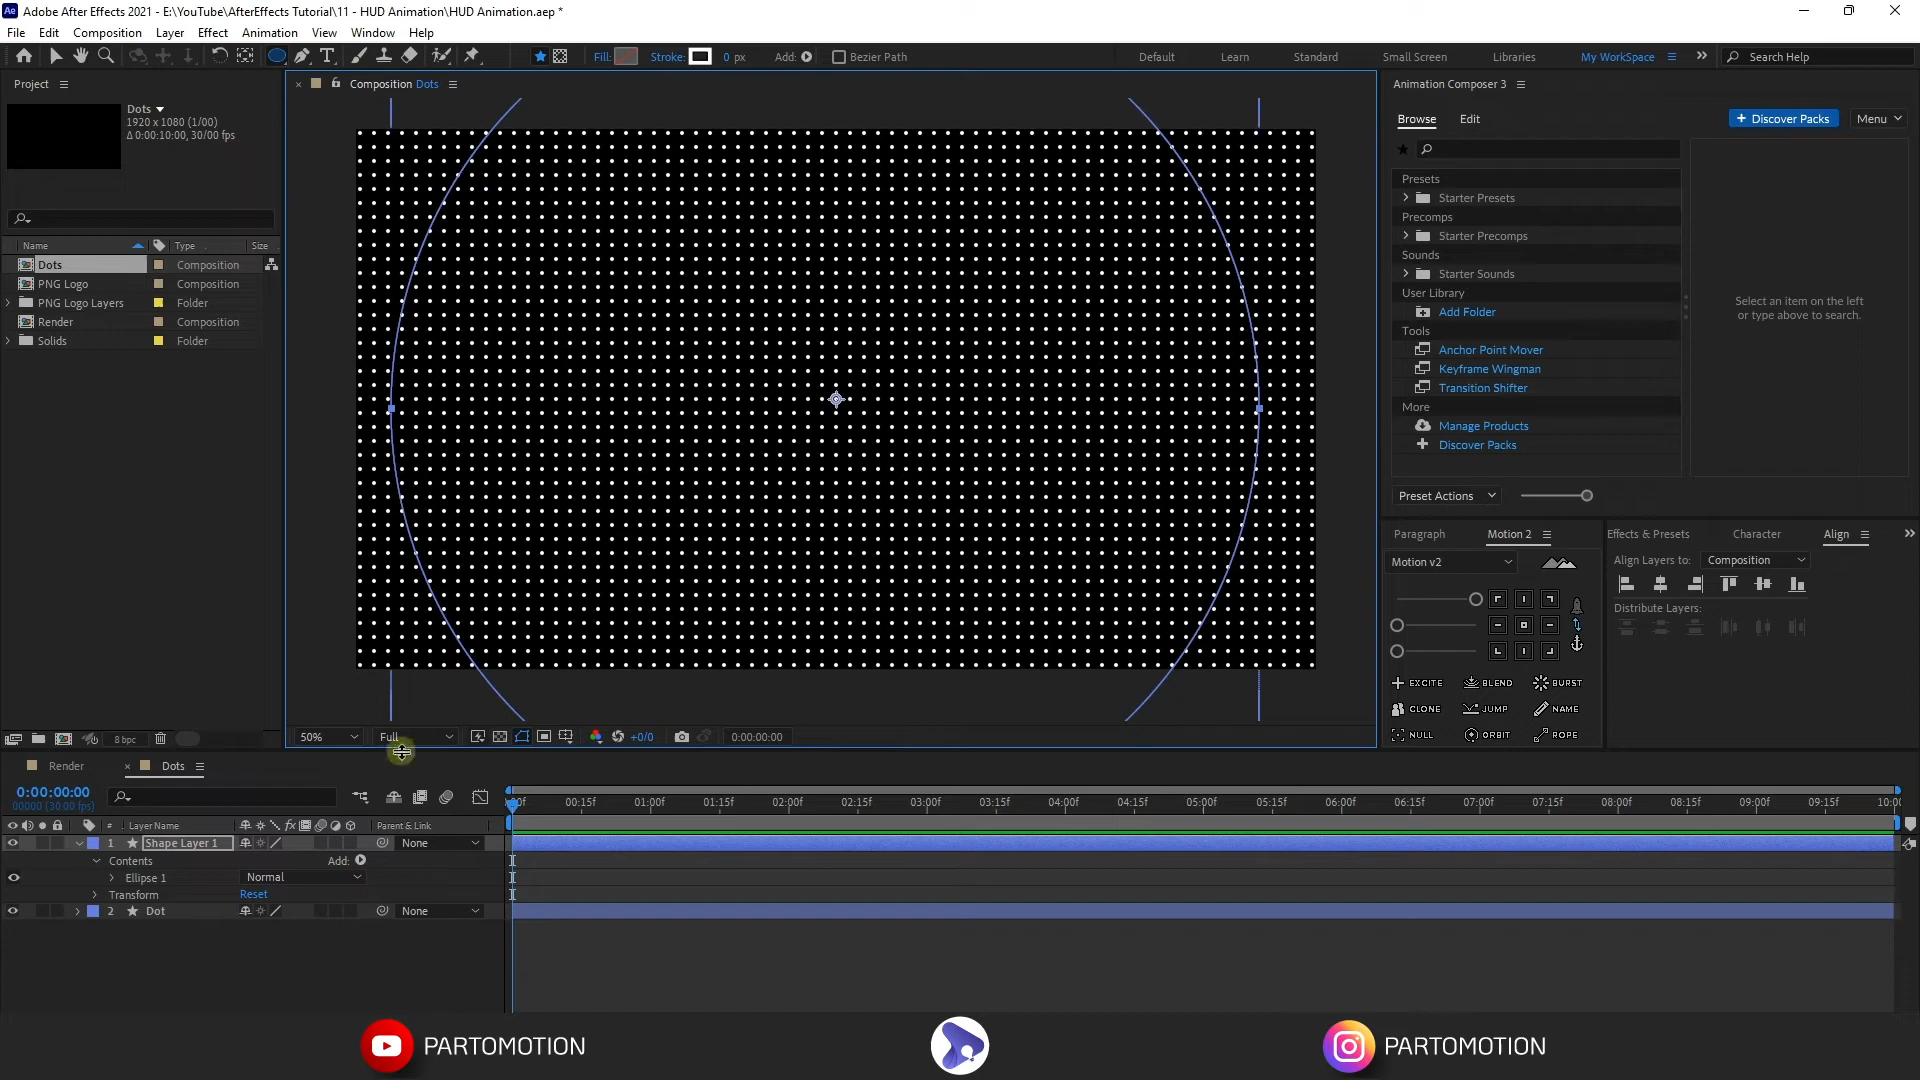 Adobe After Effects 2021 - E:\YouTube\AfterEffects Tutorial\11 - HUD Animation\HUD Animation.aep *
File Edit Composition Layer Effect Animation View Window Help
Fill: Stroke: 0 px Add: Bezier Path Default Learn Standard Small Screen Libraries My WorkSpace Search Help
Project
Composition Dots
Animation Composer 3
Dots
1920 x 1080 (1/00)
Δ 0:00:10:00, 30/00 fps
Browse Edit + Discover Packs Menu
Name Type Size
Dots Composition
PNG Logo Composition
PNG Logo Layers Folder
Render Composition
Solids Folder
Presets
Starter Presets
Precomps
Starter Precomps
Sounds
Starter Sounds
User Library
Add Folder
Tools
Anchor Point Mover
Keyframe Wingman
Transition Shifter
More
Manage Products
Discover Packs
Select an item on the left
or type above to search.
Preset Actions
Paragraph Motion 2 Effects & Presets Character Align
Motion v2
Align Layers to: Composition
Distribute Layers:
EXCITE BLEND BURST
CLONE JUMP NAME
NULL ORBIT ROPE
8 bpc 50% Full +0/0 0:00:00:00
Render Dots
0:00:00:00
00000 (30.00 fps)
00:15f 01:00f 01:15f 02:00f 02:15f 03:00f 03:15f 04:00f 04:15f 05:00f 05:15f 06:00f 06:15f 07:00f 07:15f 08:00f 08:15f 09:00f 09:15f 10:00
# Layer Name fx Parent & Link
1 Shape Layer 1 None
Contents Add:
Ellipse 1 Normal
Transform Reset
2 Dot None
PARTOMOTION PARTOMOTION